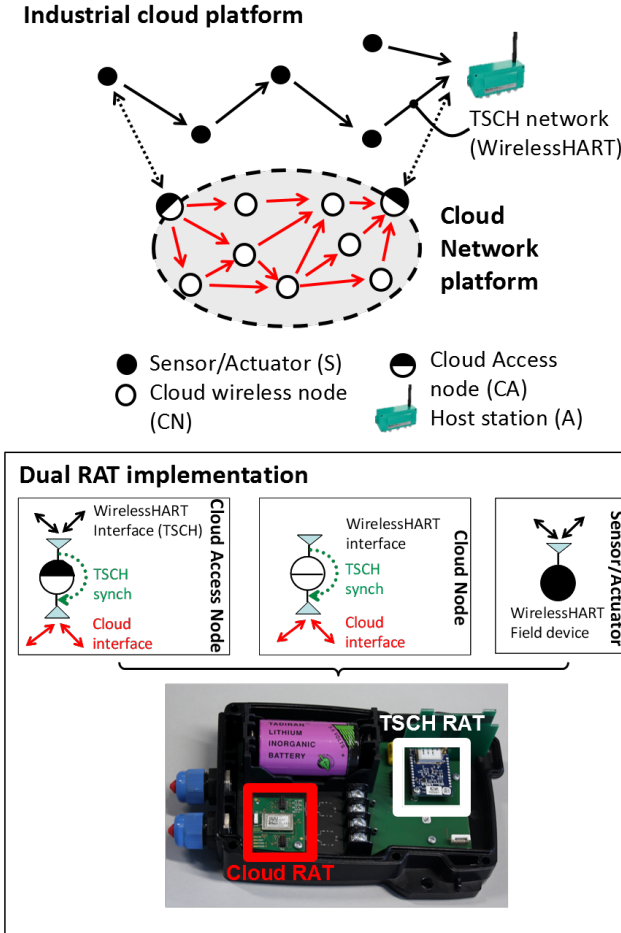 Industrial cloud platform
TSCH network
(WirelessHART)
Cloud
Network
platform
Sensor/Actuator (S)
Cloud wireless node
(CN)
Cloud Access
node (CA)
Host station (A)
Dual RAT implementation
WirelessHART
Interface (TSCH)
TSCH
synch
Cloud
interface
Cloud Access Node
WirelessHART
interface
TSCH
synch
Cloud
interface
Cloud Node
WirelessHART
Field device
Sensor/Actuator
TADIRAN
LITHIUM
INORGANIC
BATTERY
TSCH RAT
Cloud RAT